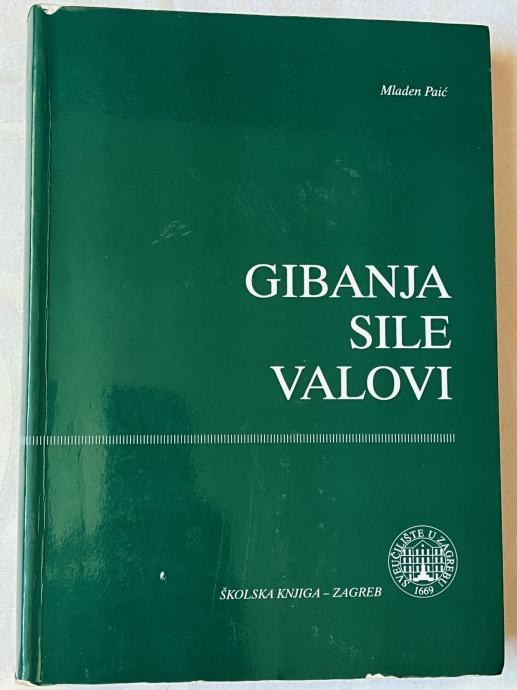 Mladen Paić
GIBANJA
SILE
VALOVI
ŠKOLSKA KNJIGA – ZAGREB
SVEUČILIŠTE U ZAGREBU
1669